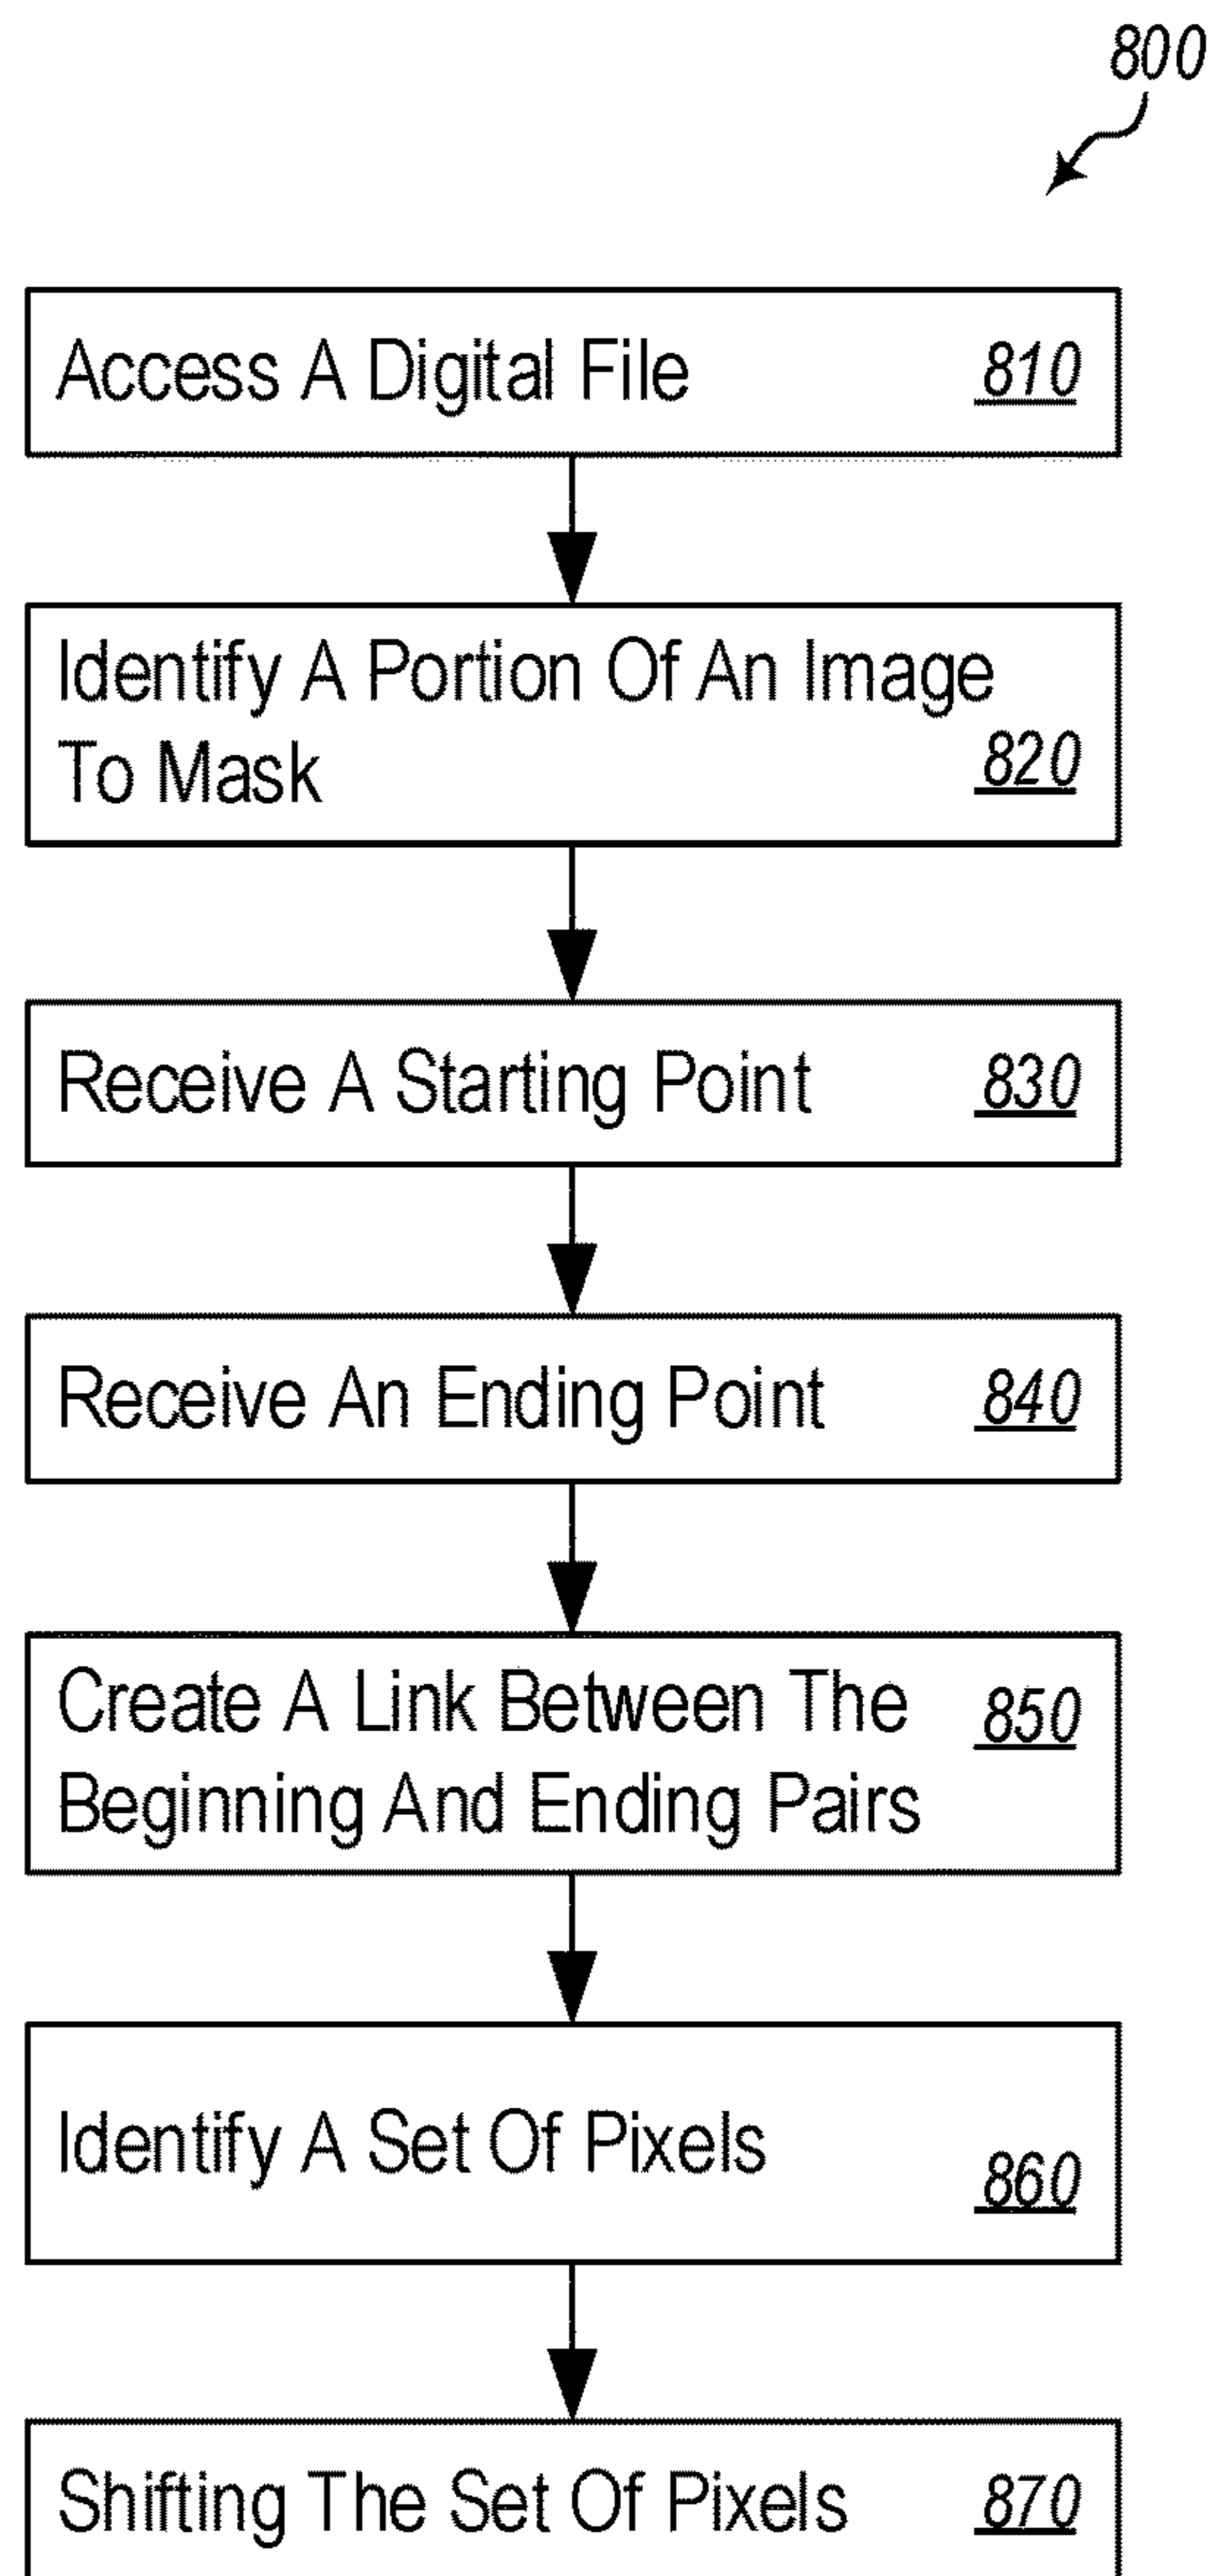 800
Access A Digital File 810
Identify A Portion Of An Image
To Mask 820
Receive A Starting Point 830
Receive An Ending Point 840
Create A Link Between The 850
Beginning And Ending Pairs
Identify A Set Of Pixels 860
Shifting The Set Of Pixels 870